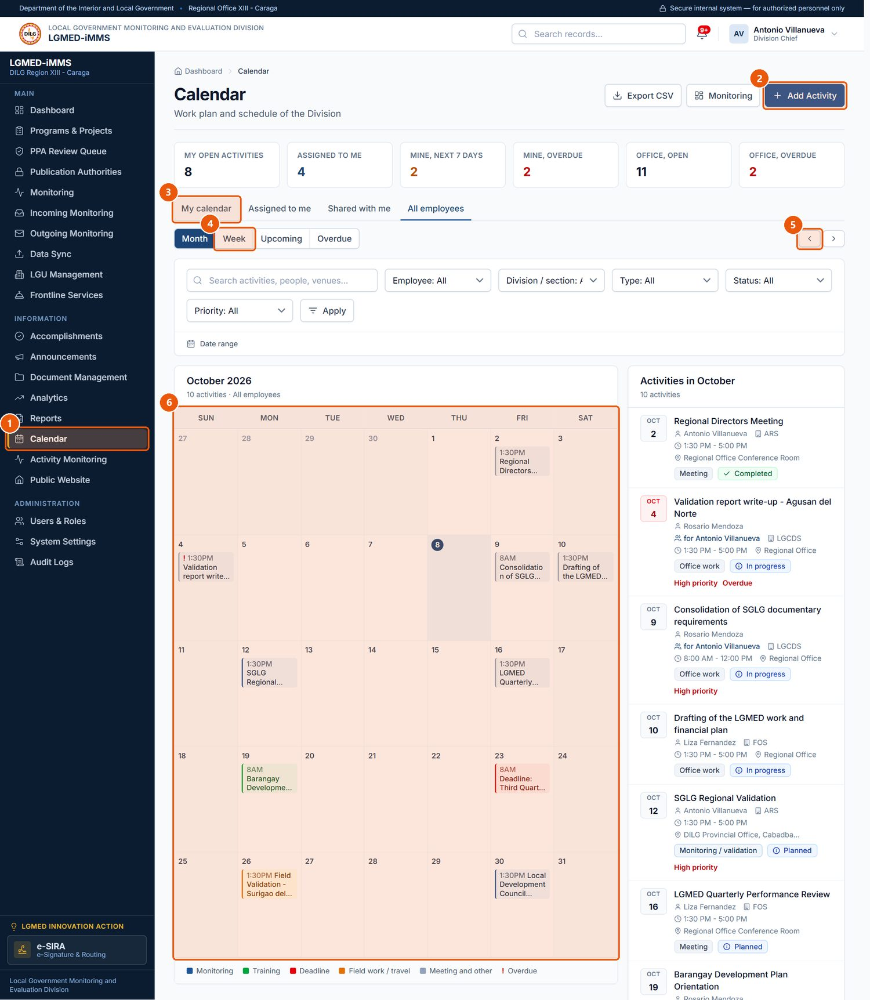 Department of the Interior and Local Government • Regional Office XIII - Caraga
Secure internal system — for authorized personnel only
DILG
LOCAL GOVERNMENT MONITORING AND EVALUATION DIVISION
LGMED-iMMS
Search records...
9+
AV
Antonio Villanueva
Division Chief
LGMED-iMMS
DILG Region XIII - Caraga
MAIN
Dashboard
Programs & Projects
PPA Review Queue
Publication Authorities
Monitoring
Incoming Monitoring
Outgoing Monitoring
Data Sync
LGU Management
Frontline Services
INFORMATION
Accomplishments
Announcements
Document Management
Analytics
Reports
1
Calendar
Activity Monitoring
Public Website
ADMINISTRATION
Users & Roles
System Settings
Audit Logs
LGMED INNOVATION ACTION
e-SIRA
e-Signature & Routing
Local Government Monitoring and
Evaluation Division
Dashboard > Calendar
Calendar
Work plan and schedule of the Division
Export CSV
Monitoring
2
+ Add Activity
MY OPEN ACTIVITIES
8
ASSIGNED TO ME
4
MINE, NEXT 7 DAYS
2
MINE, OVERDUE
2
OFFICE, OPEN
11
OFFICE, OVERDUE
2
3
My calendar
Assigned to me
Shared with me
All employees
4
Month
Week
Upcoming
Overdue
5
Search activities, people, venues...
Employee: All
Division / section: A
Type: All
Status: All
Priority: All
Apply
Date range
October 2026
10 activities · All employees
6
SUN MON TUE WED THU FRI SAT
27 28 29 30 1 2 3
1:30PM
Regional
Directors...
4 5 6 7 8 9 10
! 1:30PM
Validation
report write...
8AM
Consolidatio
n of SGLG...
1:30PM
Drafting of
the LGMED...
11 12 13 14 15 16 17
1:30PM
SGLG
Regional...
1:30PM
LGMED
Quarterly...
18 19 20 21 22 23 24
8AM
Barangay
Developme...
8AM
Deadline:
Third Quart...
25 26 27 28 29 30 31
1:30PM Field
Validation -
Surigao del...
1:30PM Local
Development
Council...
Monitoring
Training
Deadline
Field work / travel
Meeting and other
! Overdue
Activities in October
10 activities
OCT
2
Regional Directors Meeting
Antonio Villanueva ARS
1:30 PM - 5:00 PM
Regional Office Conference Room
Meeting
Completed
OCT
4
Validation report write-up - Agusan del
Norte
Rosario Mendoza
for Antonio Villanueva LGCDS
1:30 PM - 5:00 PM Regional Office
Office work
In progress
High priority Overdue
OCT
9
Consolidation of SGLG documentary
requirements
Rosario Mendoza
for Antonio Villanueva LGCDS
8:00 AM - 12:00 PM Regional Office
Office work
In progress
High priority
OCT
10
Drafting of the LGMED work and
financial plan
Liza Fernandez FOS
1:30 PM - 5:00 PM Regional Office
Office work
In progress
OCT
12
SGLG Regional Validation
Antonio Villanueva ARS
1:30 PM - 5:00 PM
DILG Provincial Office, Cabadba...
Monitoring / validation
Planned
High priority
OCT
16
LGMED Quarterly Performance Review
Liza Fernandez FOS
1:30 PM - 5:00 PM
Regional Office Conference Room
Meeting
Planned
OCT
19
Barangay Development Plan
Orientation
Rosario Mendoza